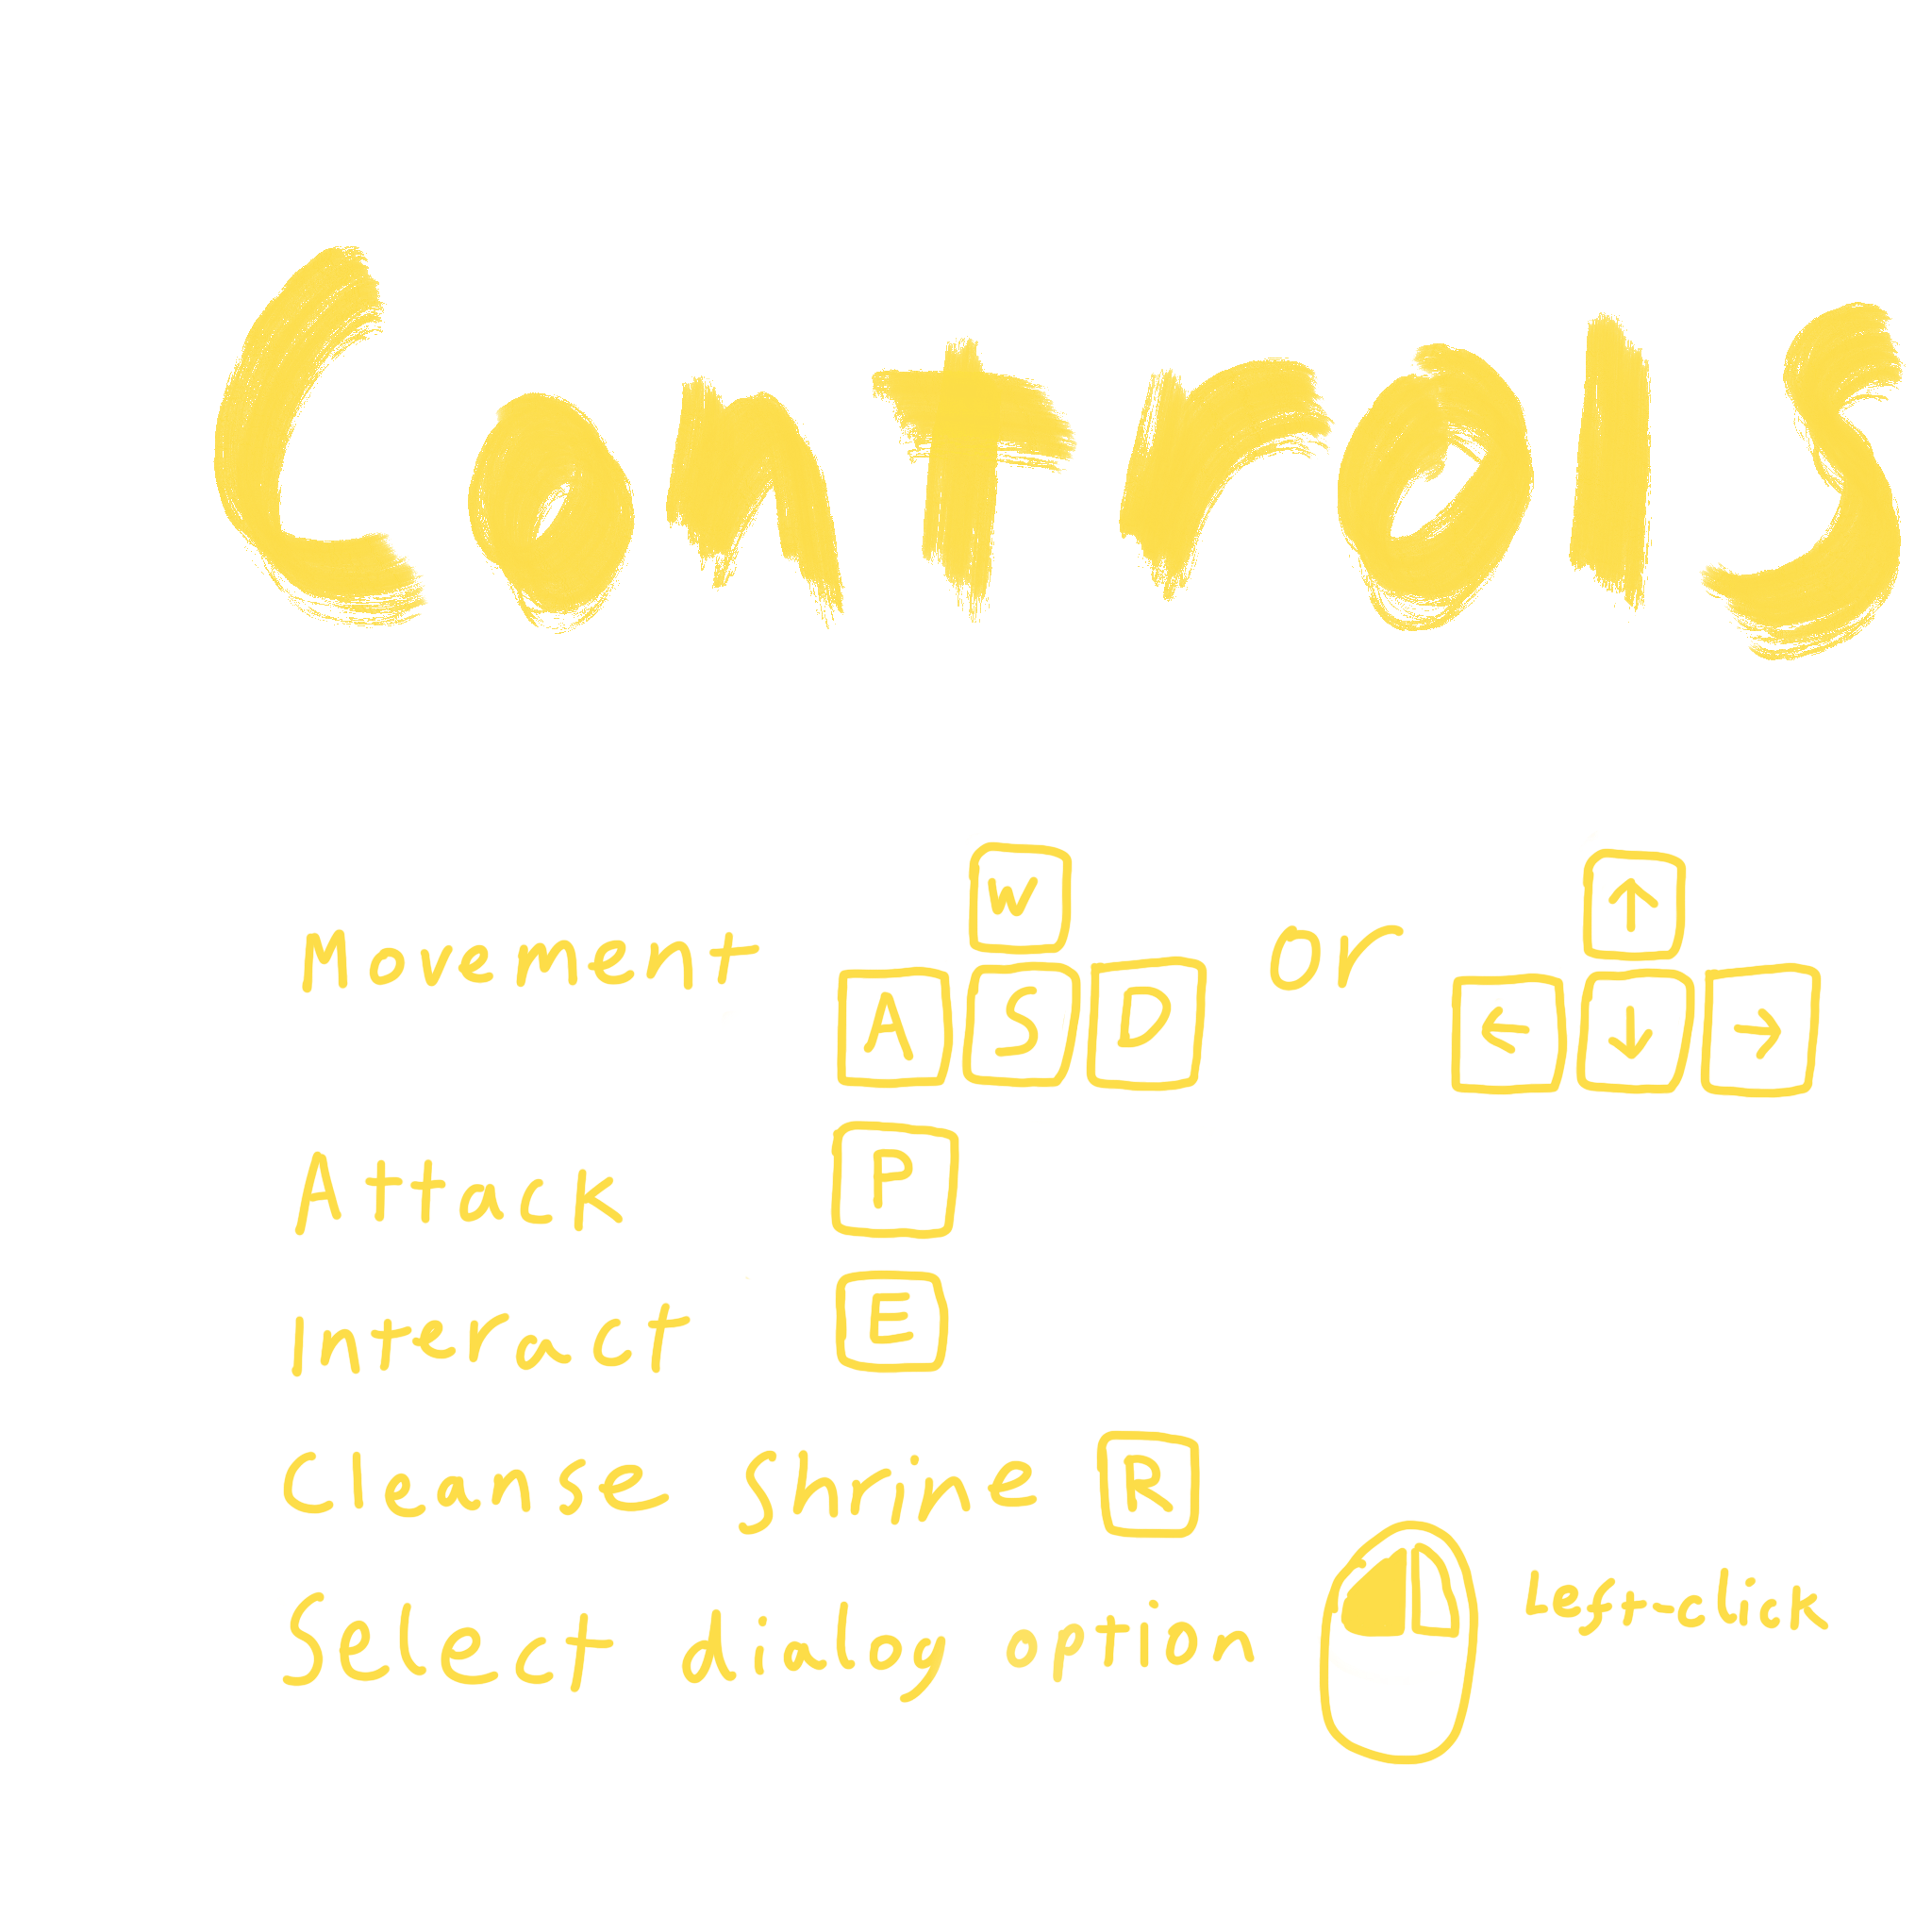 Controls
W ↑
Movement or
A S D ← ↓ →
Attack P
Interact E
Cleanse Shrine R
Select dialog option Left-click